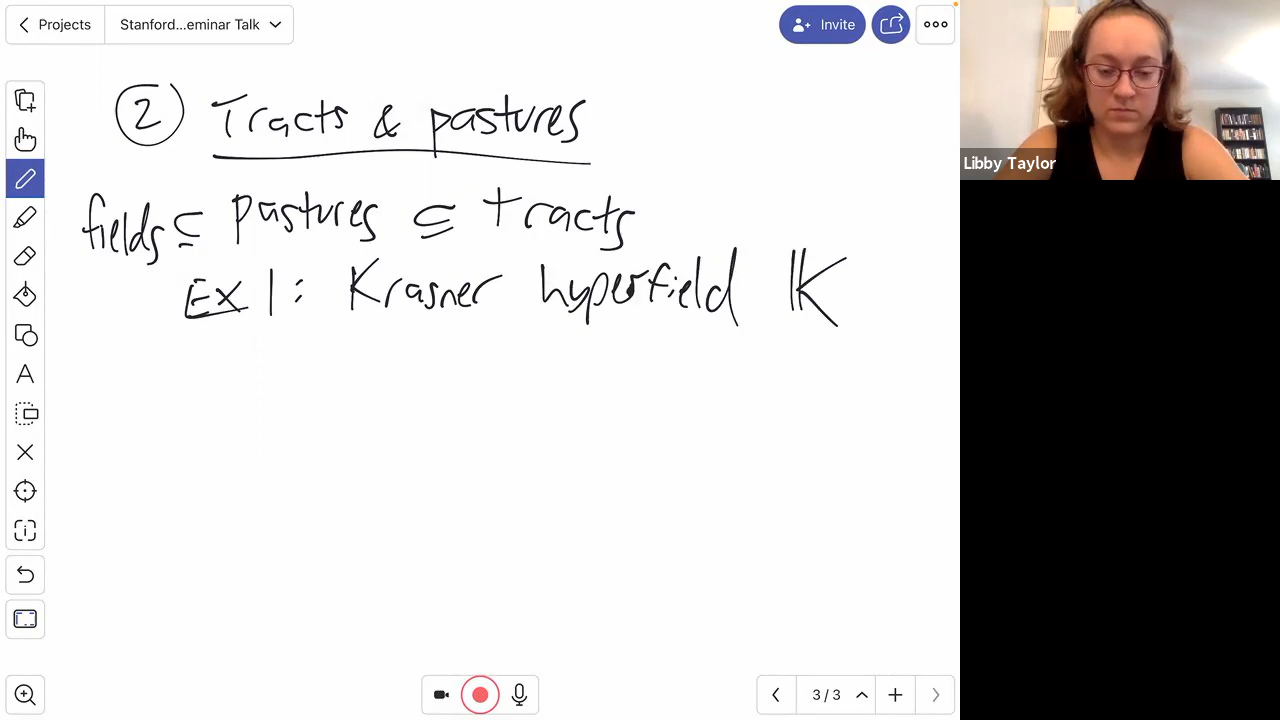 Projects
Stanford...eminar Talk
Invite
② Tracts & pastures
fields ⊆ pastures ⊆ tracts
Ex 1: Krasner hyperfield 𝕂
A
3/3
Libby Taylor